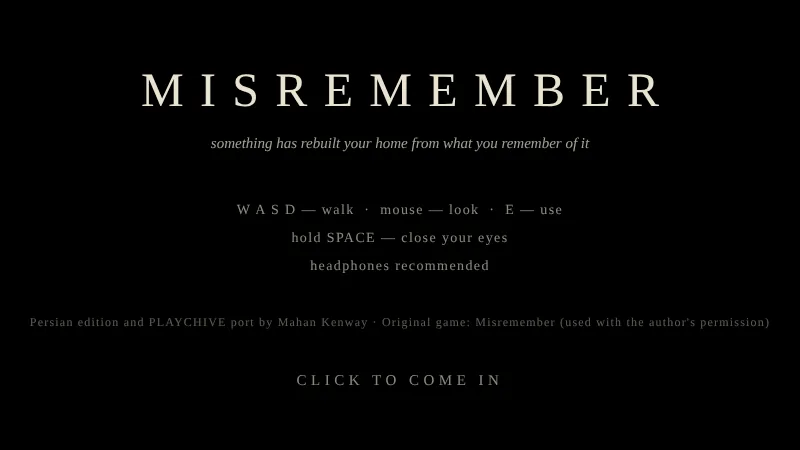 MISREMEMBER
something has rebuilt your home from what you remember of it
W A S D — walk · mouse — look · E — use
hold SPACE — close your eyes
headphones recommended
Persian edition and PLAYCHIVE port by Mahan Kenway · Original game: Misremember (used with the author's permission)
CLICK TO COME IN